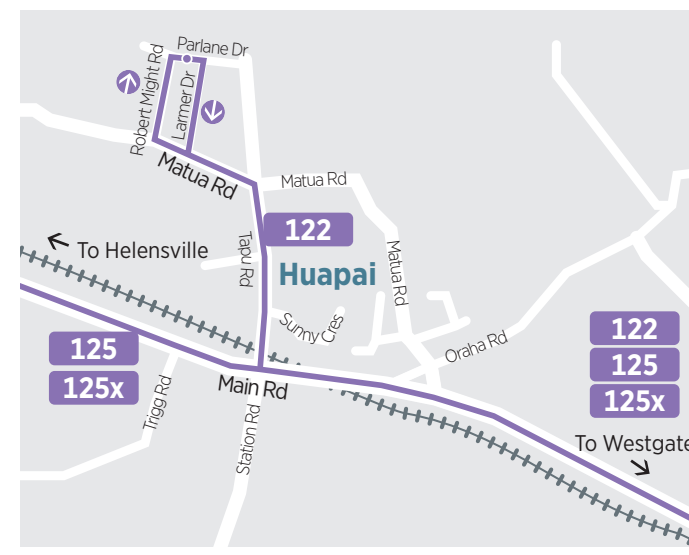 Parlane Dr
Robert Might Rd
Larmer Dr
Matua Rd
Matua Rd
122
To Helensville
Tapu Rd
Huapai
Matua Rd
Sunny Cres
Oraha Rd
122
125
125x
125
125x
Main Rd
Trigg Rd
Station Rd
To Westgate